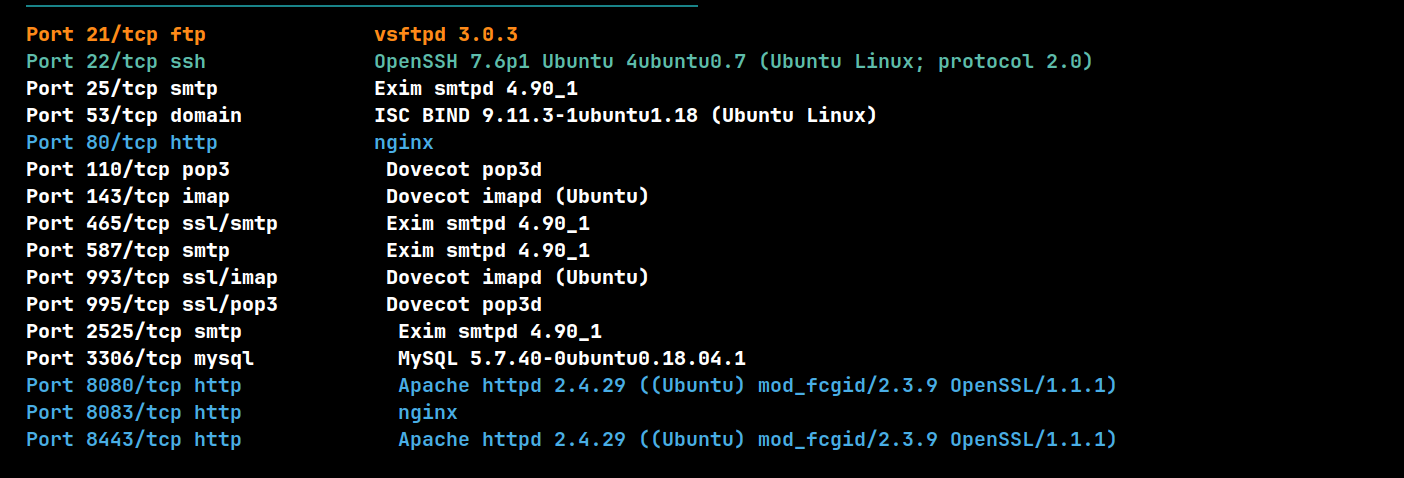 Port 21/tcp ftp              vsftpd 3.0.3
Port 22/tcp ssh              OpenSSH 7.6p1 Ubuntu 4ubuntu0.7 (Ubuntu Linux; protocol 2.0)
Port 25/tcp smtp             Exim smtpd 4.90_1
Port 53/tcp domain           ISC BIND 9.11.3-1ubuntu1.18 (Ubuntu Linux)
Port 80/tcp http             nginx
Port 110/tcp pop3             Dovecot pop3d
Port 143/tcp imap             Dovecot imapd (Ubuntu)
Port 465/tcp ssl/smtp         Exim smtpd 4.90_1
Port 587/tcp smtp             Exim smtpd 4.90_1
Port 993/tcp ssl/imap         Dovecot imapd (Ubuntu)
Port 995/tcp ssl/pop3         Dovecot pop3d
Port 2525/tcp smtp             Exim smtpd 4.90_1
Port 3306/tcp mysql            MySQL 5.7.40-0ubuntu0.18.04.1
Port 8080/tcp http             Apache httpd 2.4.29 ((Ubuntu) mod_fcgid/2.3.9 OpenSSL/1.1.1)
Port 8083/tcp http             nginx
Port 8443/tcp http             Apache httpd 2.4.29 ((Ubuntu) mod_fcgid/2.3.9 OpenSSL/1.1.1)